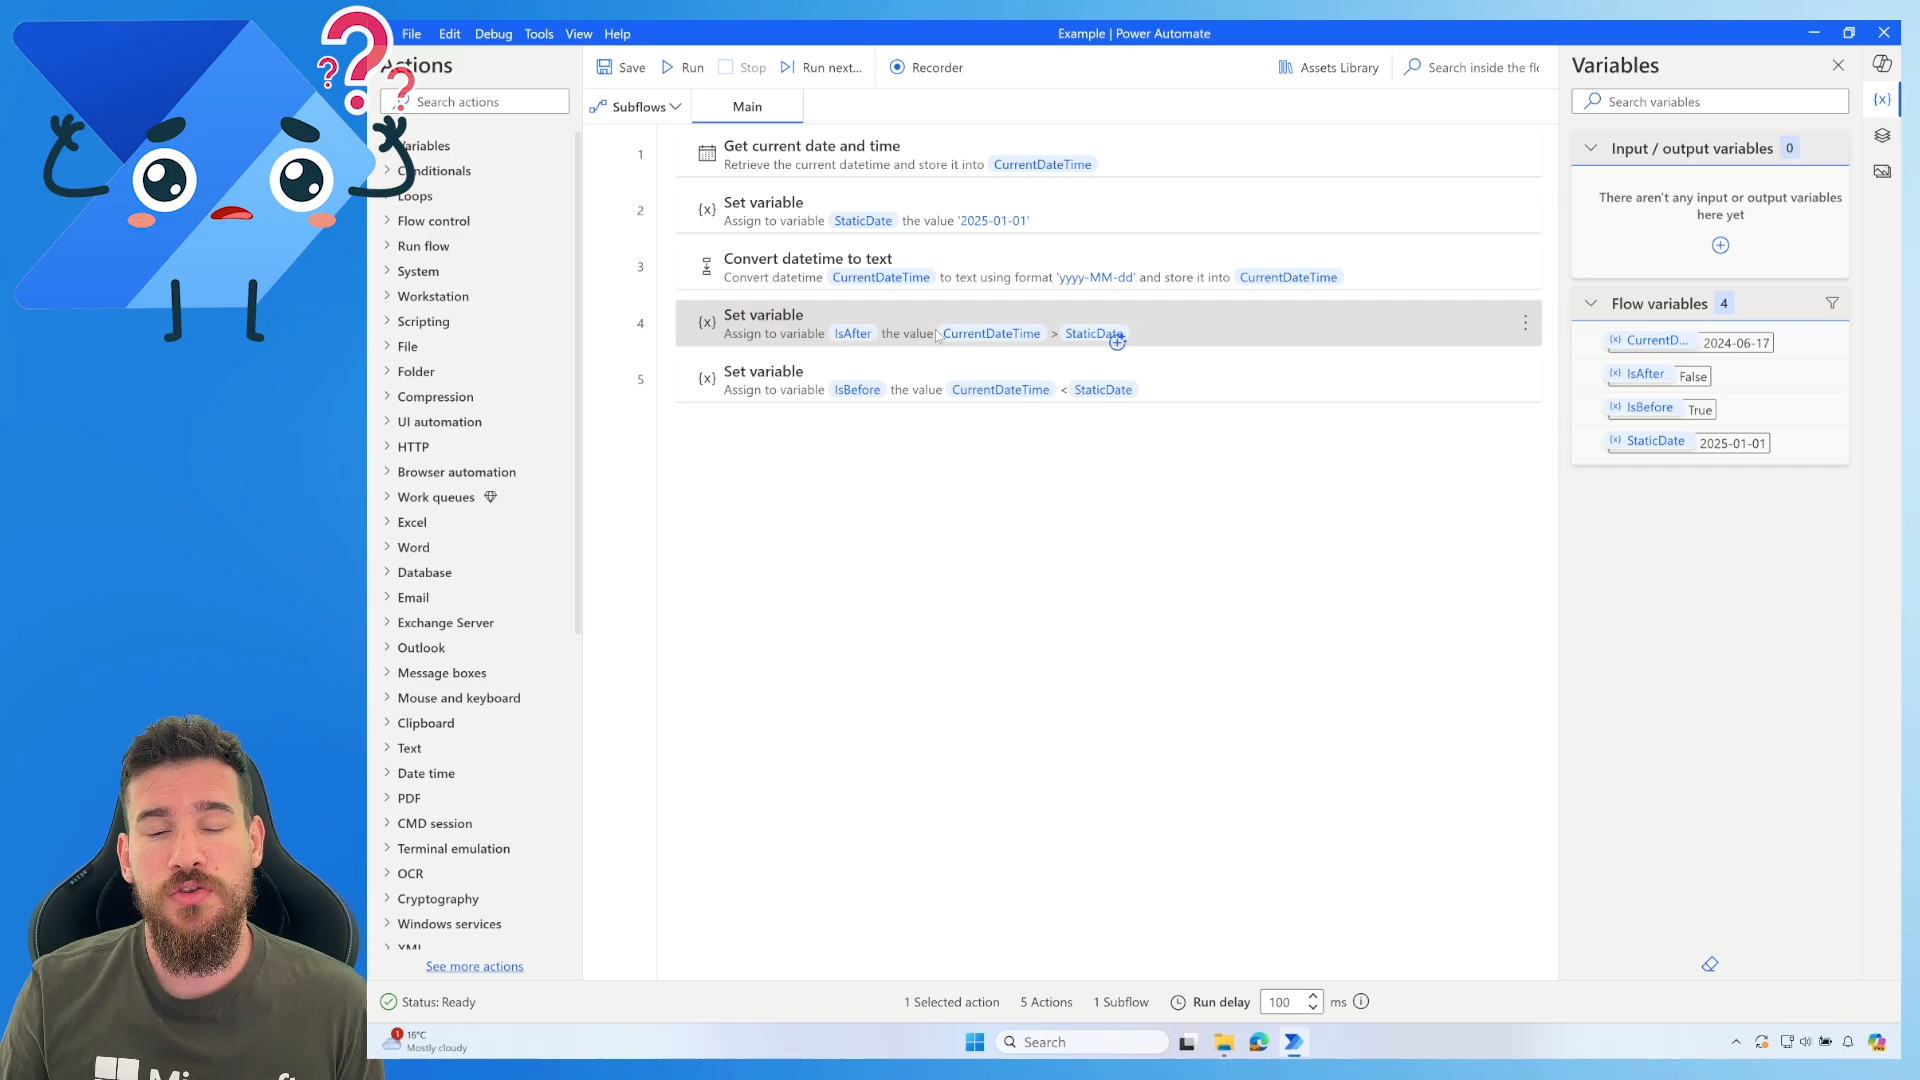 File Edit Debug Tools View Help
Example | Power Automate
Actions
Search actions
Variables
Conditionals
Loops
Flow control
Run flow
System
Workstation
Scripting
File
Folder
Compression
UI automation
HTTP
Browser automation
Work queues
Excel
Word
Database
Email
Exchange Server
Outlook
Message boxes
Mouse and keyboard
Clipboard
Text
Date time
PDF
CMD session
Terminal emulation
OCR
Cryptography
Windows services
XML
See more actions
Save Run Stop Run next... Recorder
Assets Library Search inside the flo
Subflows Main
1 Get current date and time
Retrieve the current datetime and store it into CurrentDateTime
2 {x} Set variable
Assign to variable StaticDate the value '2025-01-01'
3 Convert datetime to text
Convert datetime CurrentDateTime to text using format 'yyyy-MM-dd' and store it into CurrentDateTime
4 {x} Set variable
Assign to variable IsAfter the value CurrentDateTime > StaticDate
5 {x} Set variable
Assign to variable IsBefore the value CurrentDateTime < StaticDate
Variables
Search variables
{x}
Input / output variables 0
There aren't any input or output variables
here yet
Flow variables 4
(x) CurrentD... 2024-06-17
(x) IsAfter False
(x) IsBefore True
(x) StaticDate 2025-01-01
Status: Ready
1 Selected action 5 Actions 1 Subflow Run delay 100 ms
1
16°C
Mostly cloudy
Search